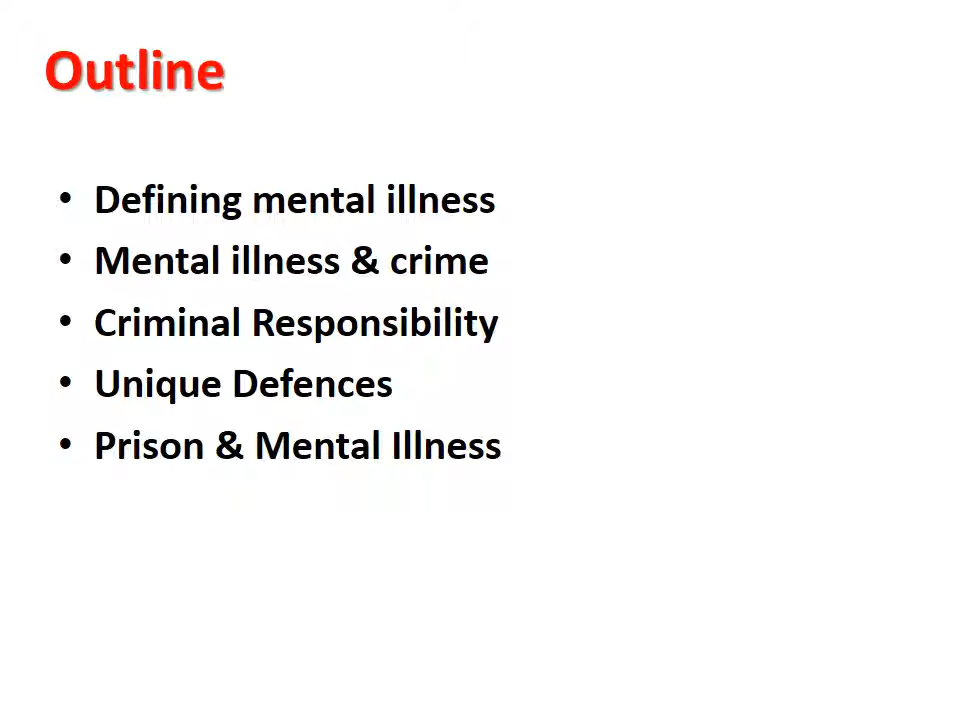 Outline
• Defining mental illness
• Mental illness & crime
• Criminal Responsibility
• Unique Defences
• Prison & Mental Illness